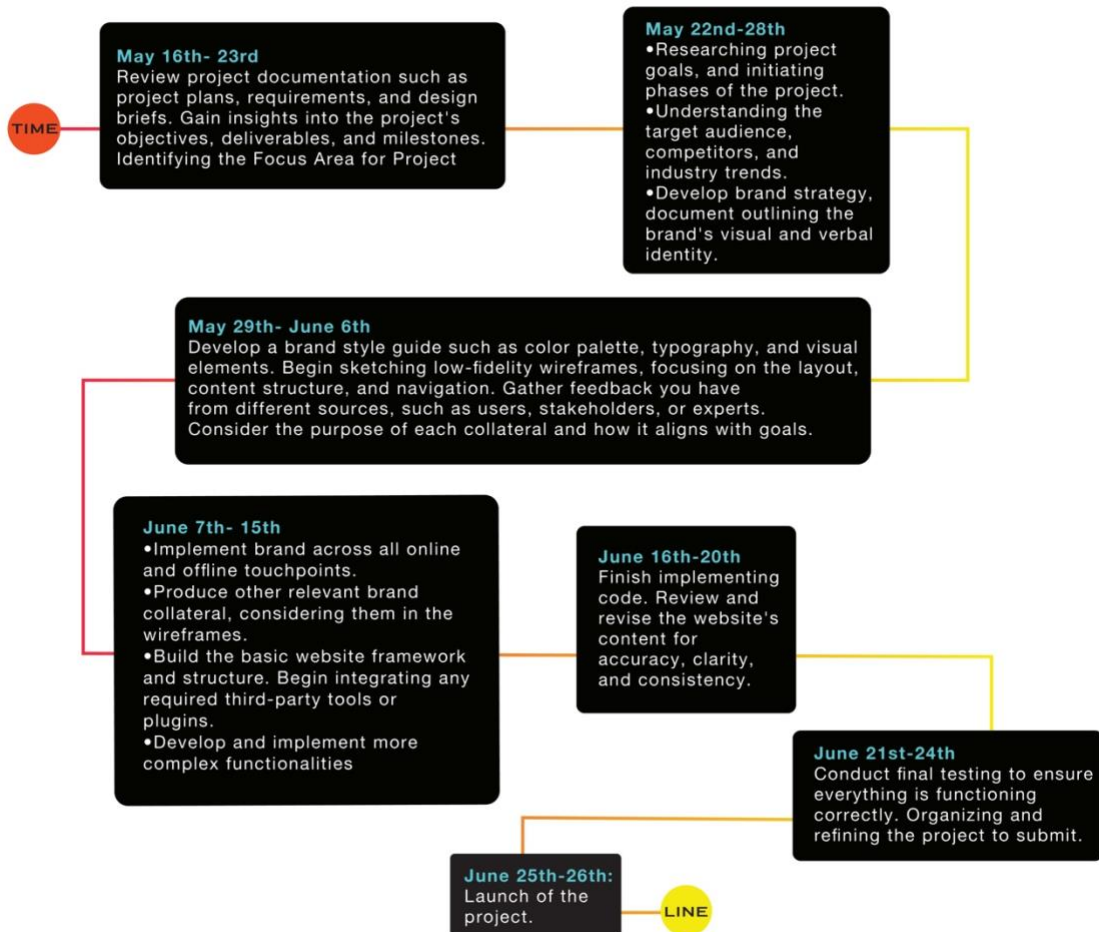 TIME
May 16th- 23rd
Review project documentation such as
project plans, requirements, and design
briefs. Gain insights into the project's
objectives, deliverables, and milestones.
Identifying the Focus Area for Project
May 22nd-28th
•Researching project
goals, and initiating
phases of the project.
•Understanding the
target audience,
competitors, and
industry trends.
•Develop brand strategy,
document outlining the
brand's visual and verbal
identity.
May 29th- June 6th
Develop a brand style guide such as color palette, typography, and visual
elements. Begin sketching low-fidelity wireframes, focusing on the layout,
content structure, and navigation. Gather feedback you have
from different sources, such as users, stakeholders, or experts.
Consider the purpose of each collateral and how it aligns with goals.
June 7th- 15th
•Implement brand across all online
and offline touchpoints.
•Produce other relevant brand
collateral, considering them in the
wireframes.
•Build the basic website framework
and structure. Begin integrating any
required third-party tools or
plugins.
•Develop and implement more
complex functionalities
June 16th-20th
Finish implementing
code. Review and
revise the website's
content for
accuracy, clarity,
and consistency.
June 21st-24th
Conduct final testing to ensure
everything is functioning
correctly. Organizing and
refining the project to submit.
June 25th-26th:
Launch of the
project.
LINE